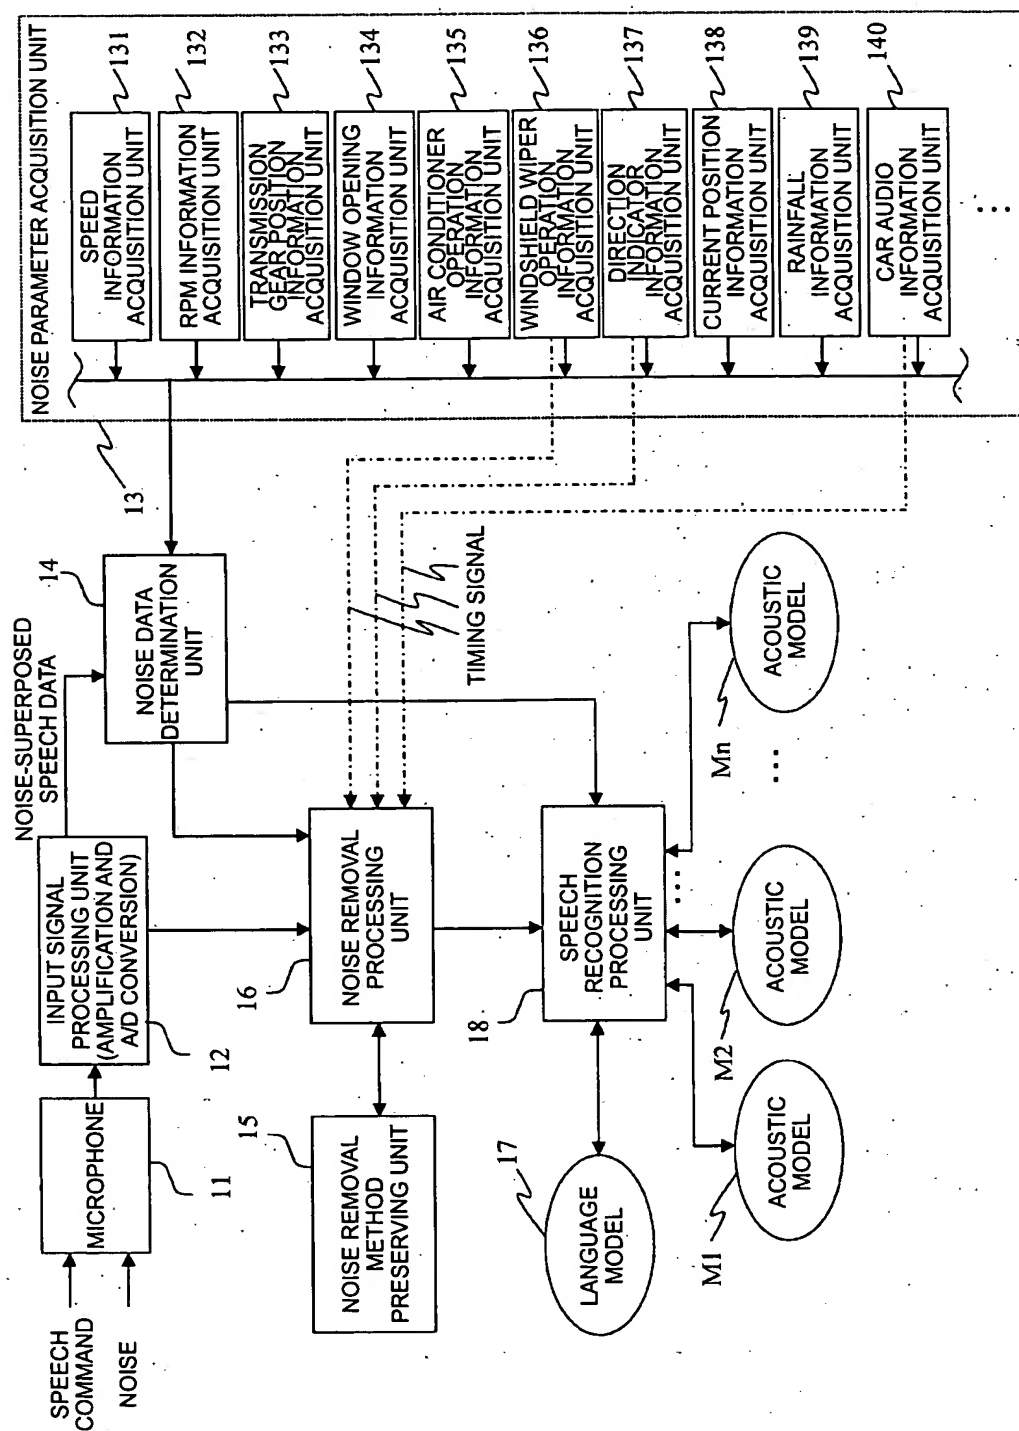 SPEECH
COMMAND
NOISE
MICROPHONE
11
INPUT SIGNAL
PROCESSING UNIT
(AMPLIFICATION AND
A/D CONVERSION)
12
NOISE-SUPERPOSED
SPEECH DATA
14
NOISE DATA
DETERMINATION
UNIT
13
NOISE PARAMETER ACQUISITION UNIT
SPEED
INFORMATION
ACQUISITION UNIT
131
RPM INFORMATION
ACQUISITION UNIT
132
TRANSMISSION
GEAR POSITION
INFORMATION
ACQUISITION UNIT
133
WINDOW OPENING
INFORMATION
ACQUISITION UNIT
134
AIR CONDITIONER
OPERATION
INFORMATION
ACQUISITION UNIT
135
WINDSHIELD WIPER
OPERATION
INFORMATION
ACQUISITION UNIT
136
DIRECTION
INDICATOR
INFORMATION
ACQUISITION UNIT
137
CURRENT POSITION
INFORMATION
ACQUISITION UNIT
138
RAINFALL
INFORMATION
ACQUISITION UNIT
139
CAR AUDIO
INFORMATION
ACQUISITION UNIT
140
...
15
NOISE REMOVAL
METHOD
PRESERVING UNIT
16
NOISE REMOVAL
PROCESSING
UNIT
TIMING SIGNAL
17
LANGUAGE
MODEL
18
SPEECH
RECOGNITION
PROCESSING
UNIT
...
M1
ACOUSTIC
MODEL
M2
ACOUSTIC
MODEL
...
Mn
ACOUSTIC
MODEL